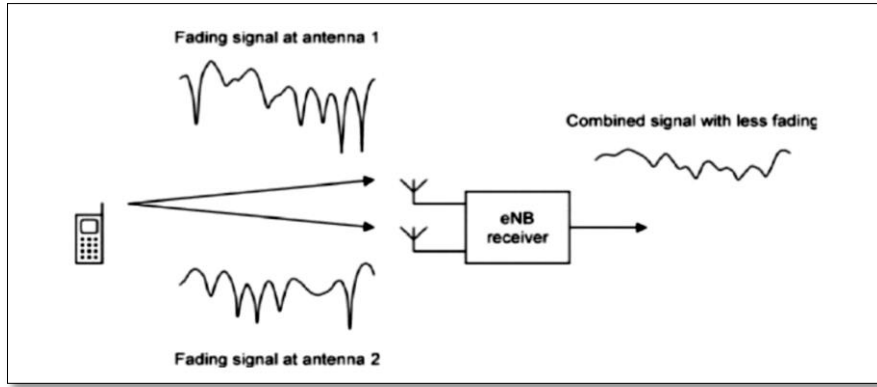 Fading signal at antenna 1
Combined signal with less fading
eNB
receiver
Fading signal at antenna 2